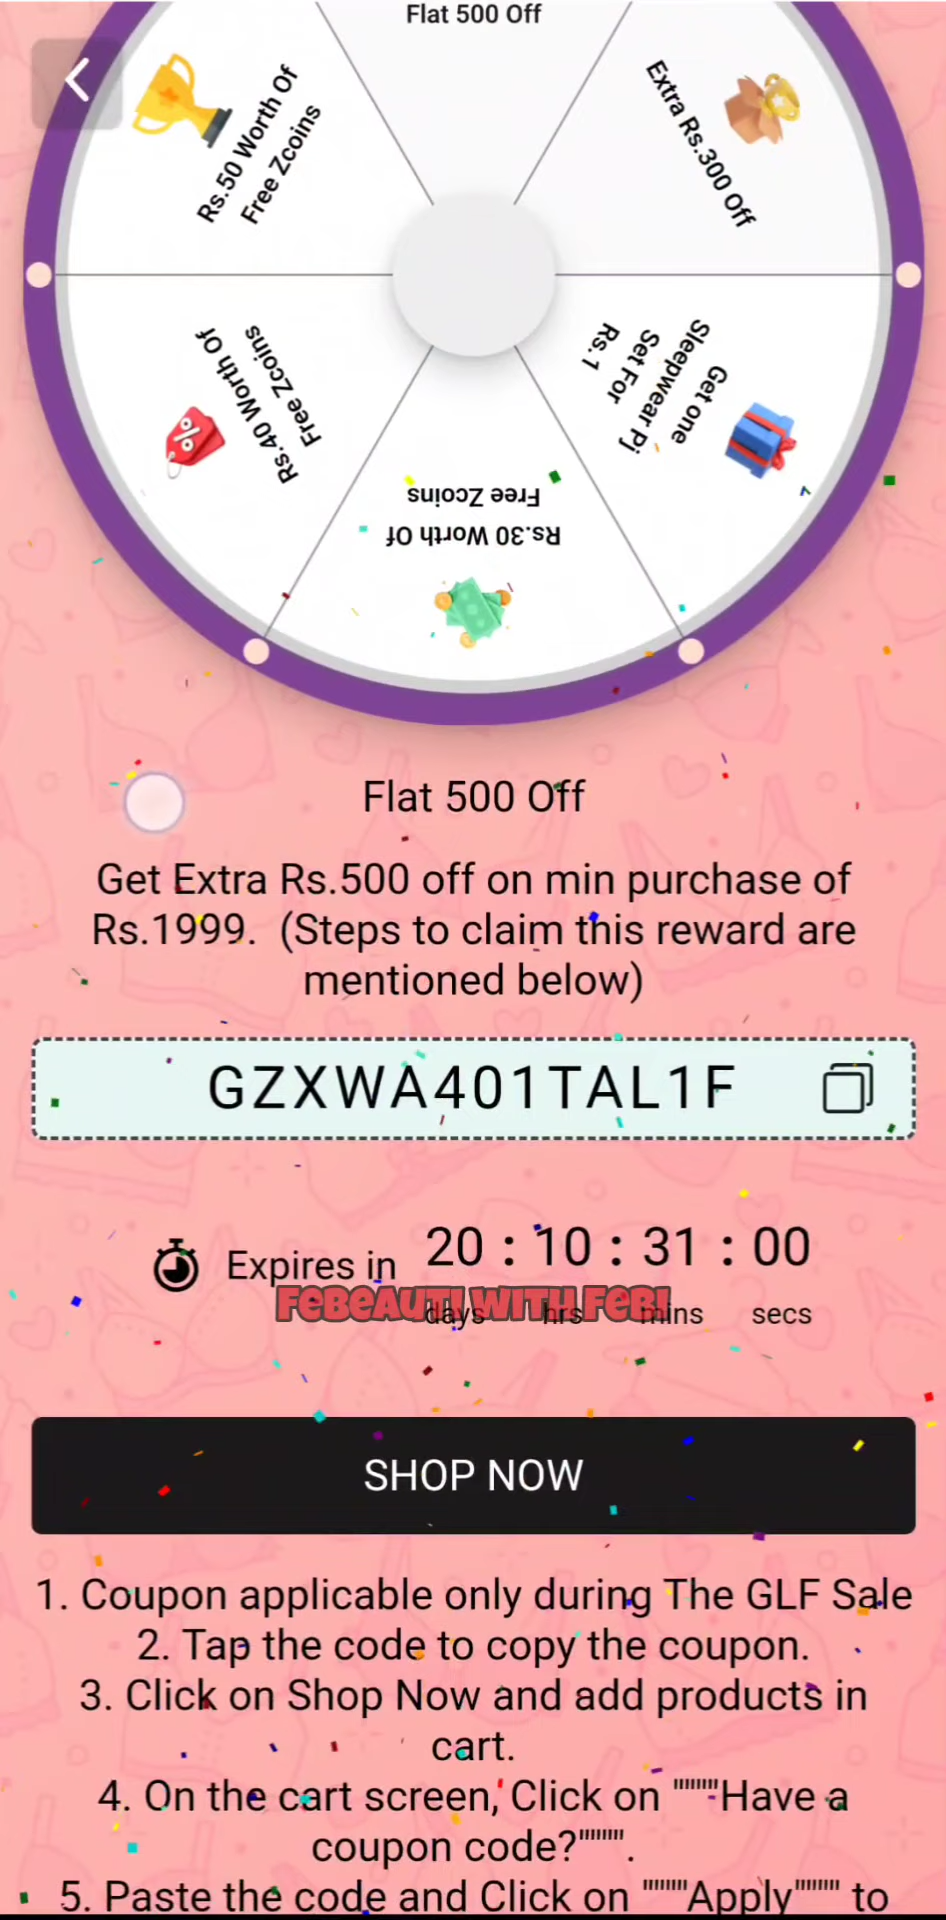 Flat 500 Off
Rs.50 Worth Of
Free Zcoins
Extra Rs.300 Off
Rs.40 Worth Of
Free Zcoins
Get one
Sleepwear Pj
Set For
Rs.1
Rs.30 Worth Of
Free Zcoins
Flat 500 Off
Get Extra Rs.500 off on min purchase of
Rs.1999. (Steps to claim this reward are
mentioned below)
GZXWA401TAL1F
Expires in 20 : 10 : 31 : 00
days hrs mins secs
FEBEAUTI WITH FEBI
SHOP NOW
1. Coupon applicable only during The GLF Sale
2. Tap the code to copy the coupon.
3. Click on Shop Now and add products in
cart.
4. On the cart screen, Click on """"Have a
coupon code?"""".
5. Paste the code and Click on """"Apply"""" to